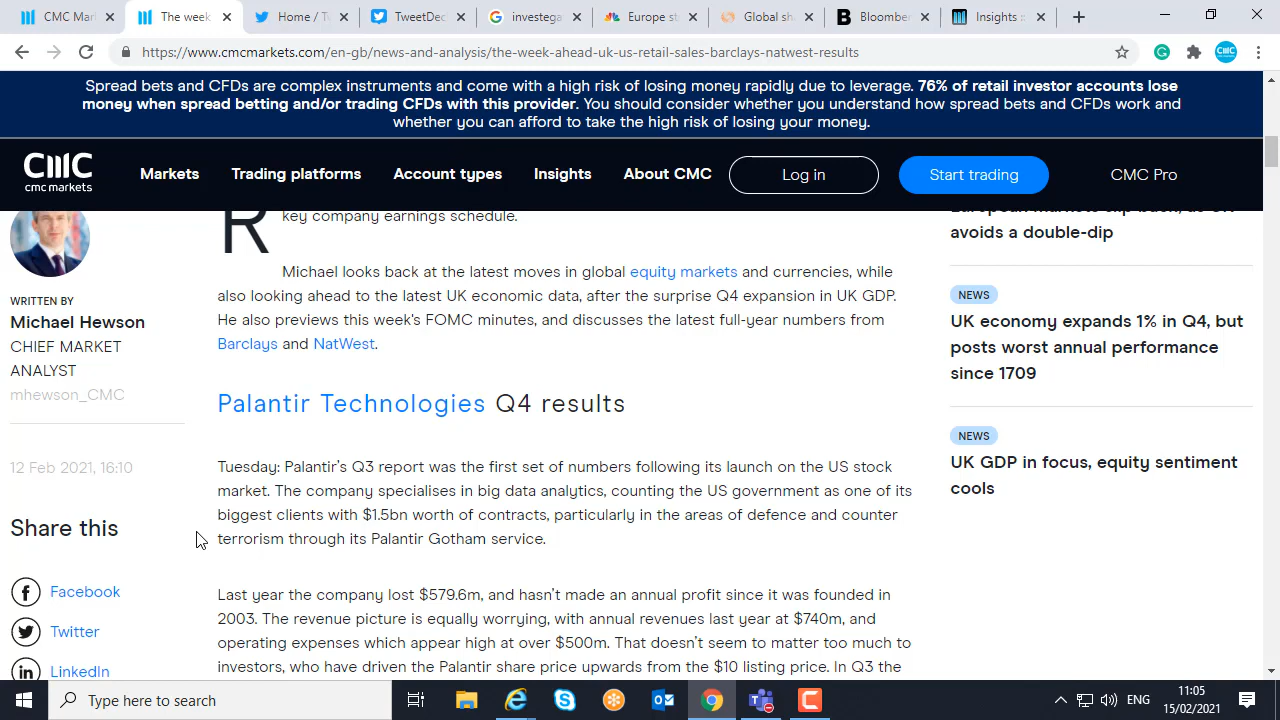 CMC Mar
The week
Home / T
TweetDec
investega
Europe st
Global sh
Bloomber
Insights
https://www.cmcmarkets.com/en-gb/news-and-analysis/the-week-ahead-uk-us-retail-sales-barclays-natwest-results
Spread bets and CFDs are complex instruments and come with a high risk of losing money rapidly due to leverage. 76% of retail investor accounts lose
money when spread betting and/or trading CFDs with this provider. You should consider whether you understand how spread bets and CFDs work and
whether you can afford to take the high risk of losing your money.
CMC
cmc markets
Markets
Trading platforms
Account types
Insights
About CMC
Log in
Start trading
CMC Pro
R
key company earnings schedule.
Michael looks back at the latest moves in global equity markets and currencies, while
also looking ahead to the latest UK economic data, after the surprise Q4 expansion in UK GDP.
He also previews this week's FOMC minutes, and discusses the latest full-year numbers from
Barclays and NatWest.
Palantir Technologies Q4 results
Tuesday: Palantir's Q3 report was the first set of numbers following its launch on the US stock
market. The company specialises in big data analytics, counting the US government as one of its
biggest clients with $1.5bn worth of contracts, particularly in the areas of defence and counter
terrorism through its Palantir Gotham service.
Last year the company lost $579.6m, and hasn't made an annual profit since it was founded in
2003. The revenue picture is equally worrying, with annual revenues last year at $740m, and
operating expenses which appear high at over $500m. That doesn't seem to matter too much to
investors, who have driven the Palantir share price upwards from the $10 listing price. In Q3 the
WRITTEN BY
Michael Hewson
CHIEF MARKET
ANALYST
mhewson_CMC
12 Feb 2021, 16:10
Share this
Facebook
Twitter
LinkedIn
European markets slip back, as UK
avoids a double-dip
NEWS
UK economy expands 1% in Q4, but
posts worst annual performance
since 1709
NEWS
UK GDP in focus, equity sentiment
cools
Type here to search
ENG
11:05
15/02/2021